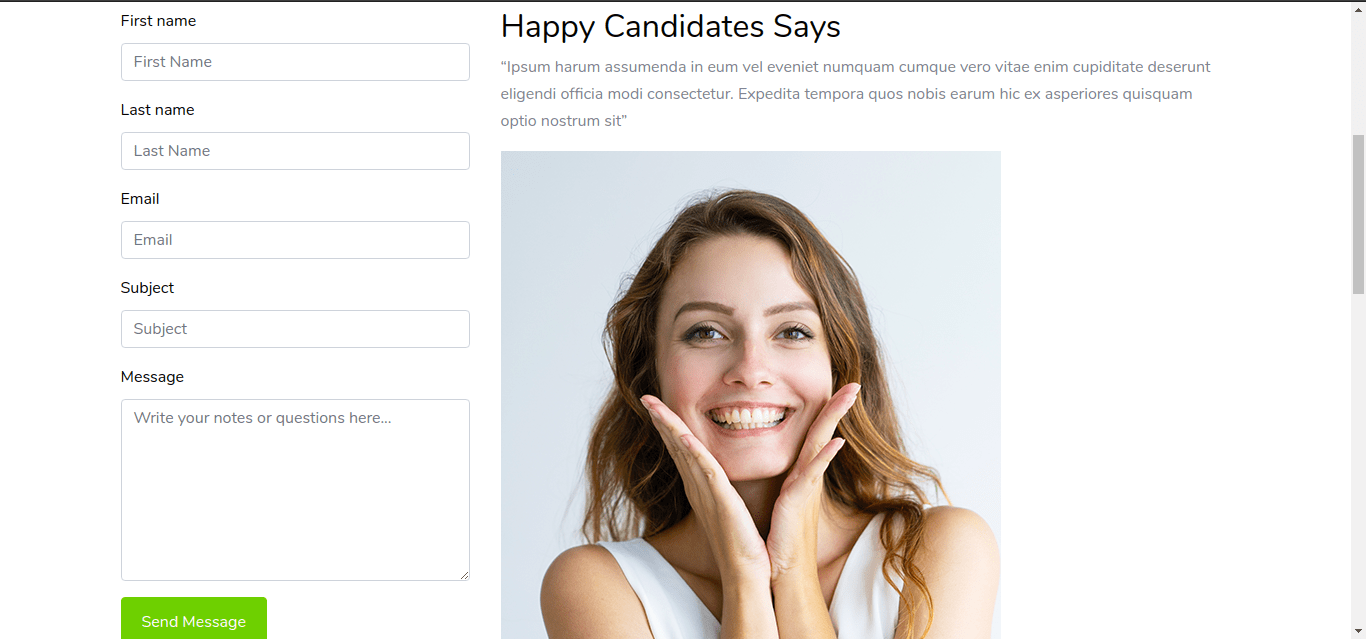 First name
First Name
Last name
Last Name
Email
Email
Subject
Subject
Message
Write your notes or questions here...
Send Message
Happy Candidates Says
“Ipsum harum assumenda in eum vel eveniet numquam cumque vero vitae enim cupiditate deserunt
eligendi officia modi consectetur. Expedita tempora quos nobis earum hic ex asperiores quisquam
optio nostrum sit”